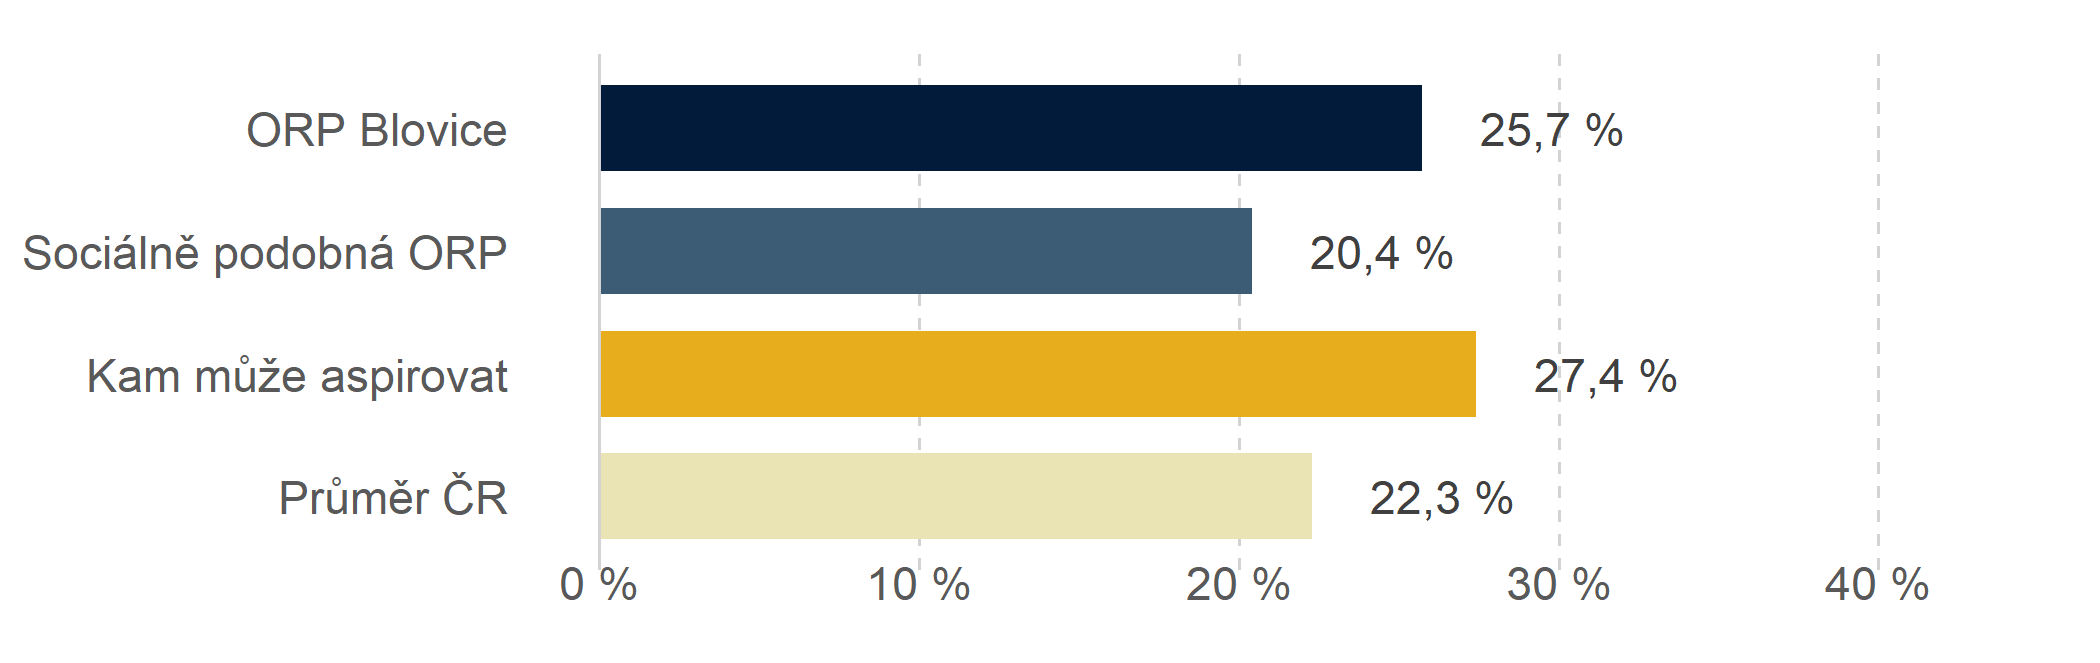 ORP Blovice
25,7 %
Sociálně podobná ORP
20,4 %
Kam může aspirovat
27,4 %
Průměr ČR
22,3 %
0 %
10 %
20 %
30 %
40 %